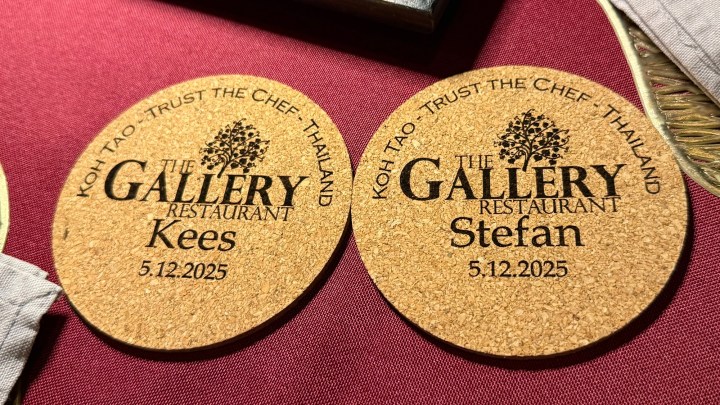 Koh Tao - Trust the Chef - Thailand
The
Gallery
Restaurant
Kees
5.12.2025
Koh Tao - Trust the Chef - Thailand
The
Gallery
Restaurant
Stefan
5.12.2025